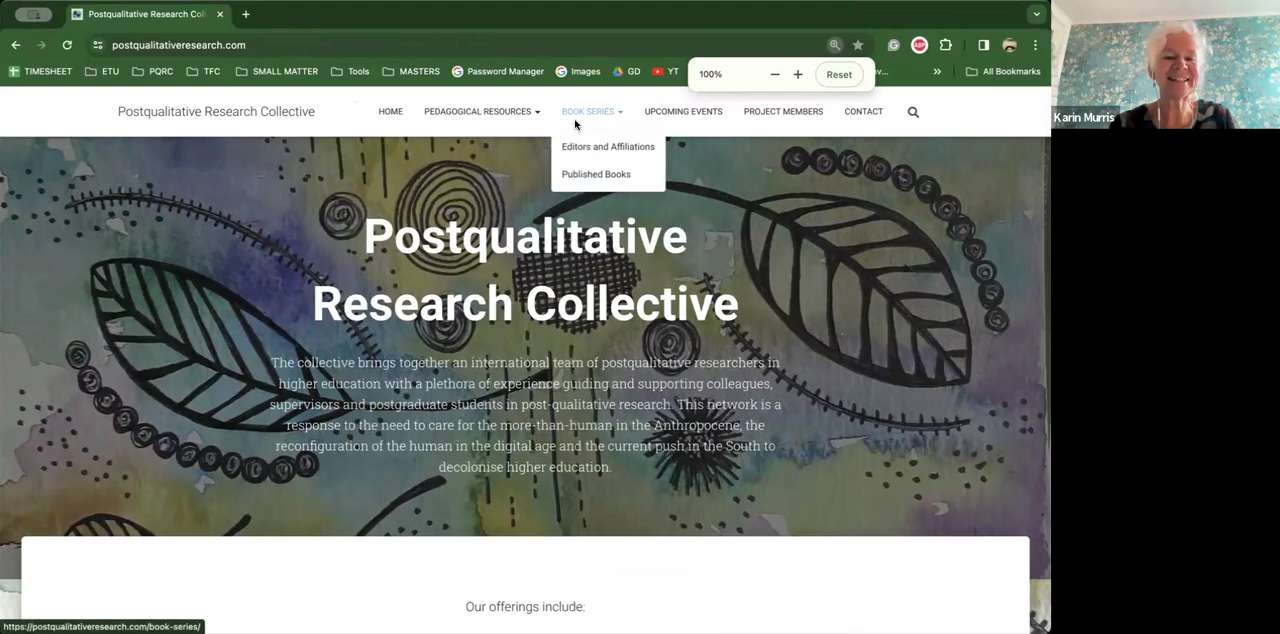 Postqualitative Research Col
postqualitativeresearch.com
TIMESHEET ETU PQRC TFC SMALL MATTER Tools MASTERS Password Manager Images GD YT All Bookmarks
100% Reset
Postqualitative Research Collective HOME PEDAGOGICAL RESOURCES BOOK SERIES UPCOMING EVENTS PROJECT MEMBERS CONTACT
Karin Murris
Editors and Affiliations
Published Books
Postqualitative
Research Collective
The collective brings together an international team of postqualitative researchers in
higher education with a plethora of experience guiding and supporting colleagues,
supervisors and postgraduate students in post-qualitative research. This network is a
response to the need to care for the more-than-human in the Anthropocene, the
reconfiguration of the human in the digital age and the current push in the South to
decolonise higher education.
Our offerings include:
https://postqualitativeresearch.com/book-series/